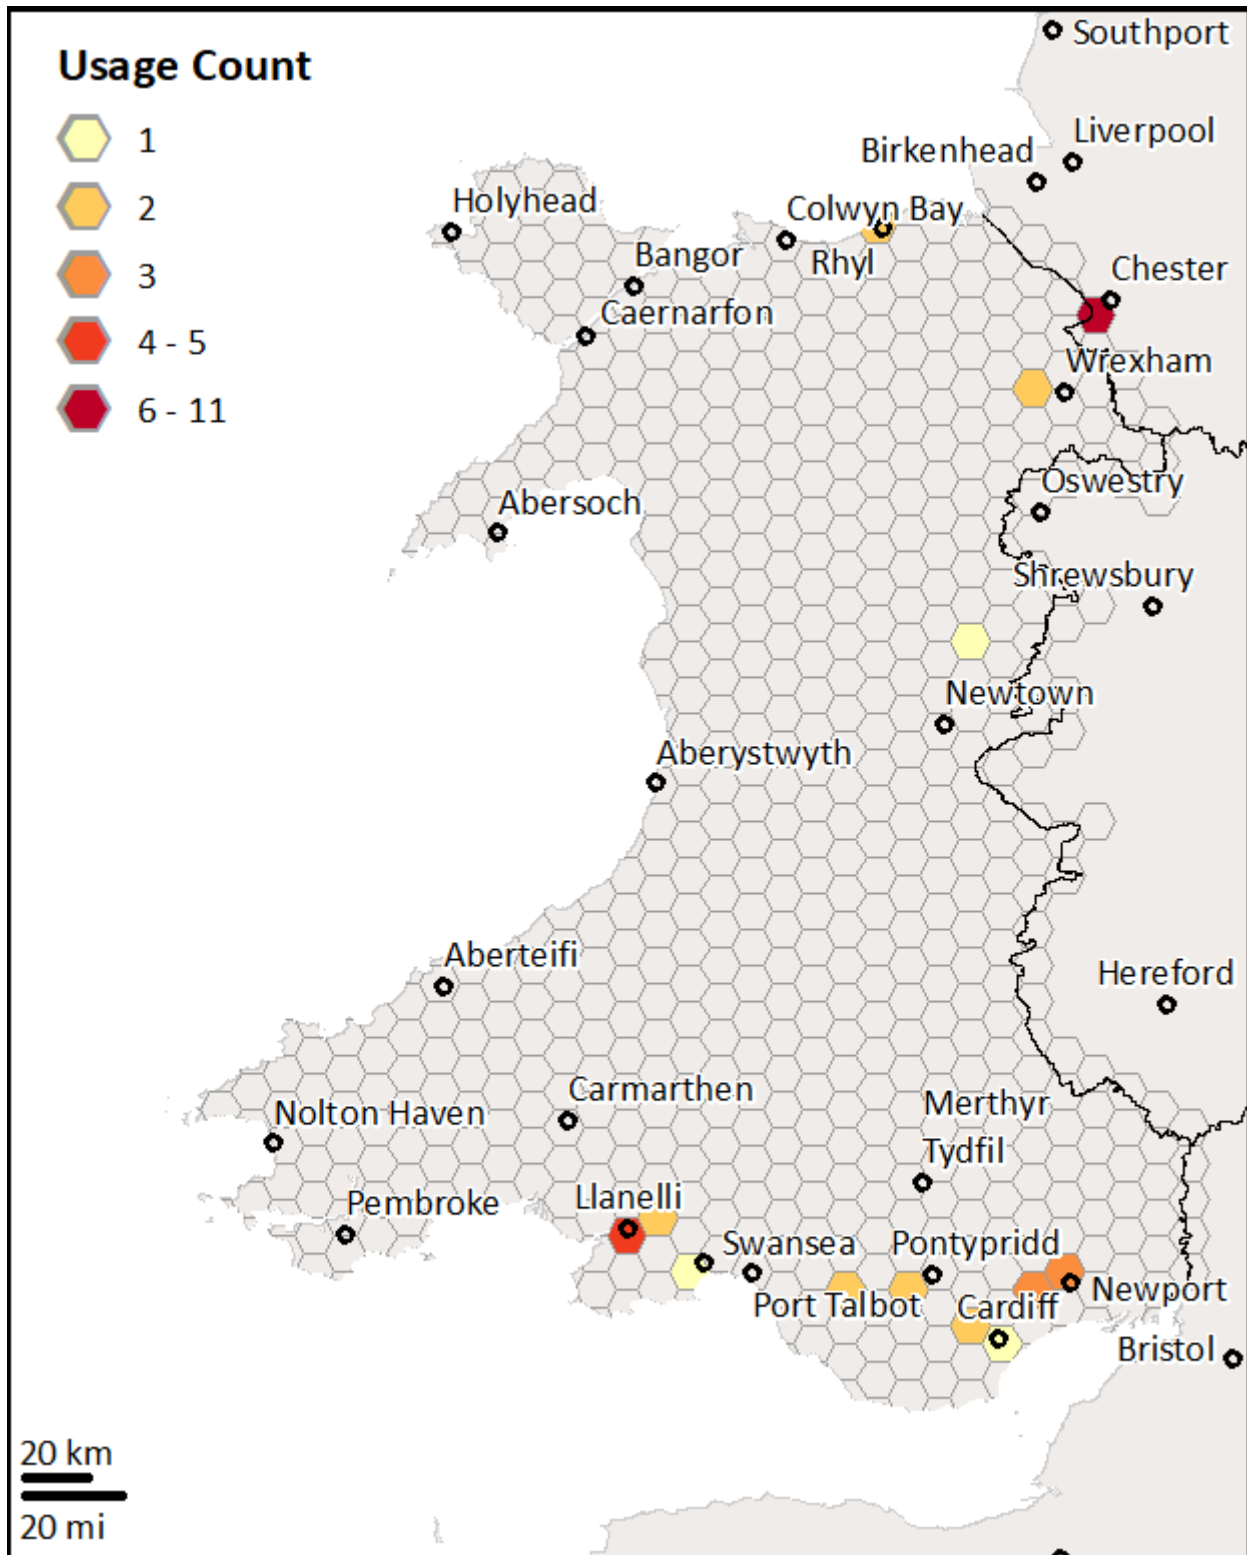 Usage Count
1
2
3
4 - 5
6 - 11
Southport
Liverpool
Birkenhead
Holyhead
Colwyn Bay
Bangor
Rhyl
Chester
Caernarfon
Wrexham
Oswestry
Abersoch
Shrewsbury
Newtown
Aberystwyth
Aberteifi
Hereford
Carmarthen
Merthyr
Tydfil
Nolton Haven
Pembroke
Llanelli
Swansea
Pontypridd
Port Talbot
Cardiff
Newport
Bristol
20 km
20 mi